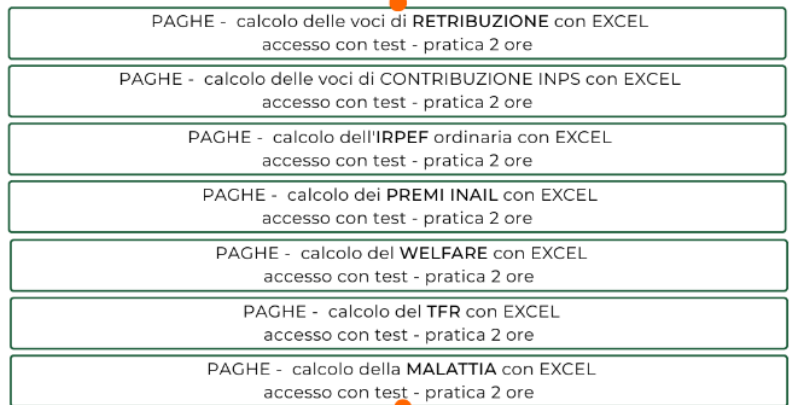 PAGHE - calcolo delle voci di RETRIBUZIONE con EXCEL
accesso con test - pratica 2 ore
PAGHE - calcolo delle voci di CONTRIBUZIONE INPS con EXCEL
accesso con test - pratica 2 ore
PAGHE - calcolo dell'IRPEF ordinaria con EXCEL
accesso con test - pratica 2 ore
PAGHE - calcolo dei PREMI INAIL con EXCEL
accesso con test - pratica 2 ore
PAGHE - calcolo del WELFARE con EXCEL
accesso con test - pratica 2 ore
PAGHE - calcolo del TFR con EXCEL
accesso con test - pratica 2 ore
PAGHE - calcolo della MALATTIA con EXCEL
accesso con test - pratica 2 ore